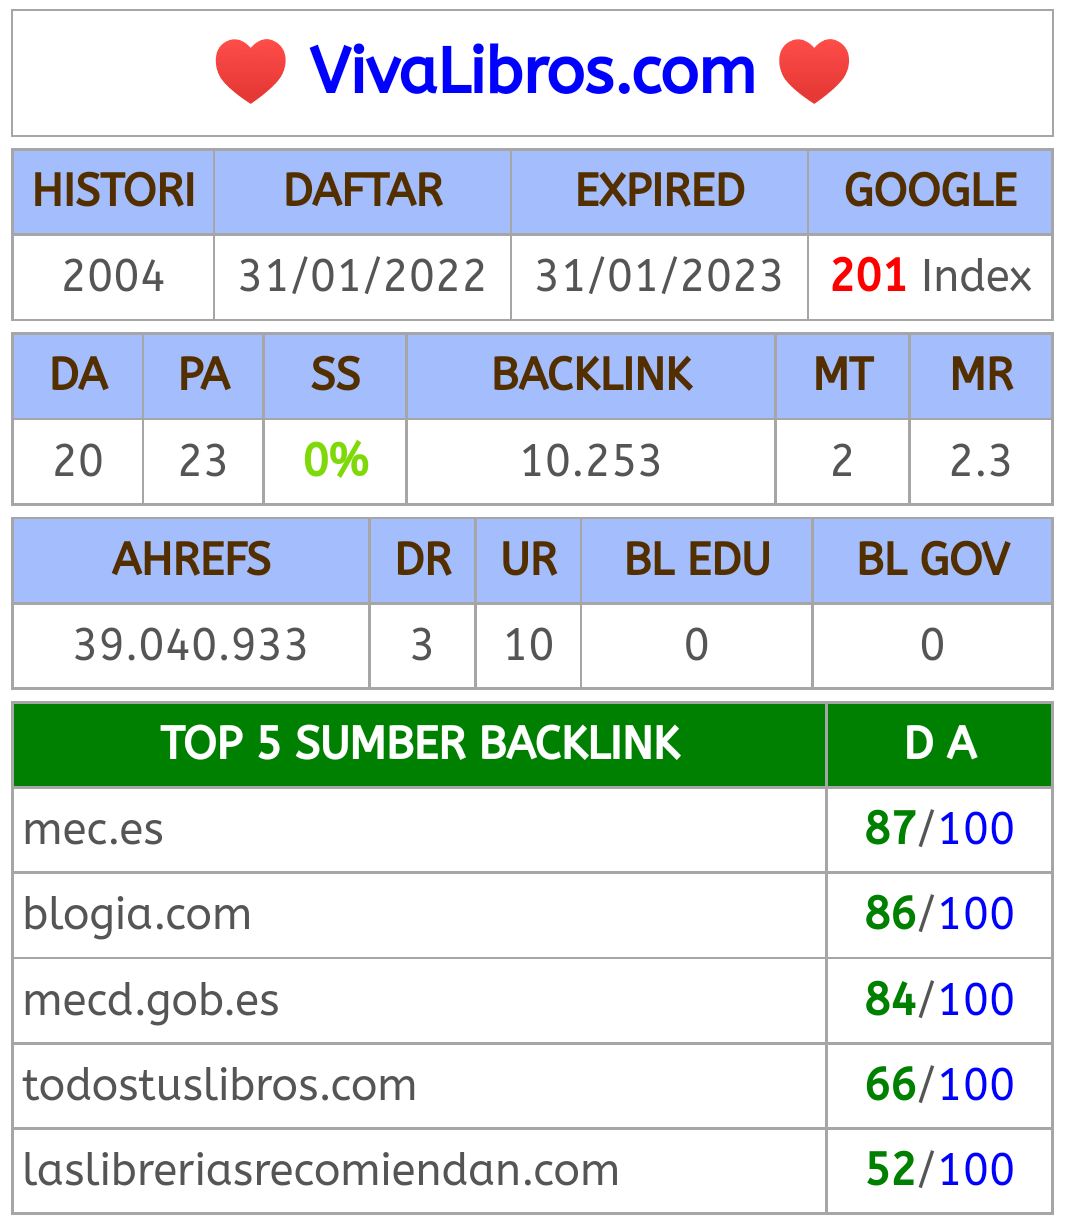 VivaLibros.com
HISTORI DAFTAR EXPIRED GOOGLE
2004 31/01/2022 31/01/2023 201 Index
DA PA SS BACKLINK MT MR
20 23 0% 10.253 2 2.3
AHREFS DR UR BL EDU BL GOV
39.040.933 3 10 0 0
TOP 5 SUMBER BACKLINK D A
mec.es 87/100
blogia.com 86/100
mecd.gob.es 84/100
todostuslibros.com 66/100
laslibreriasrecomiendan.com 52/100